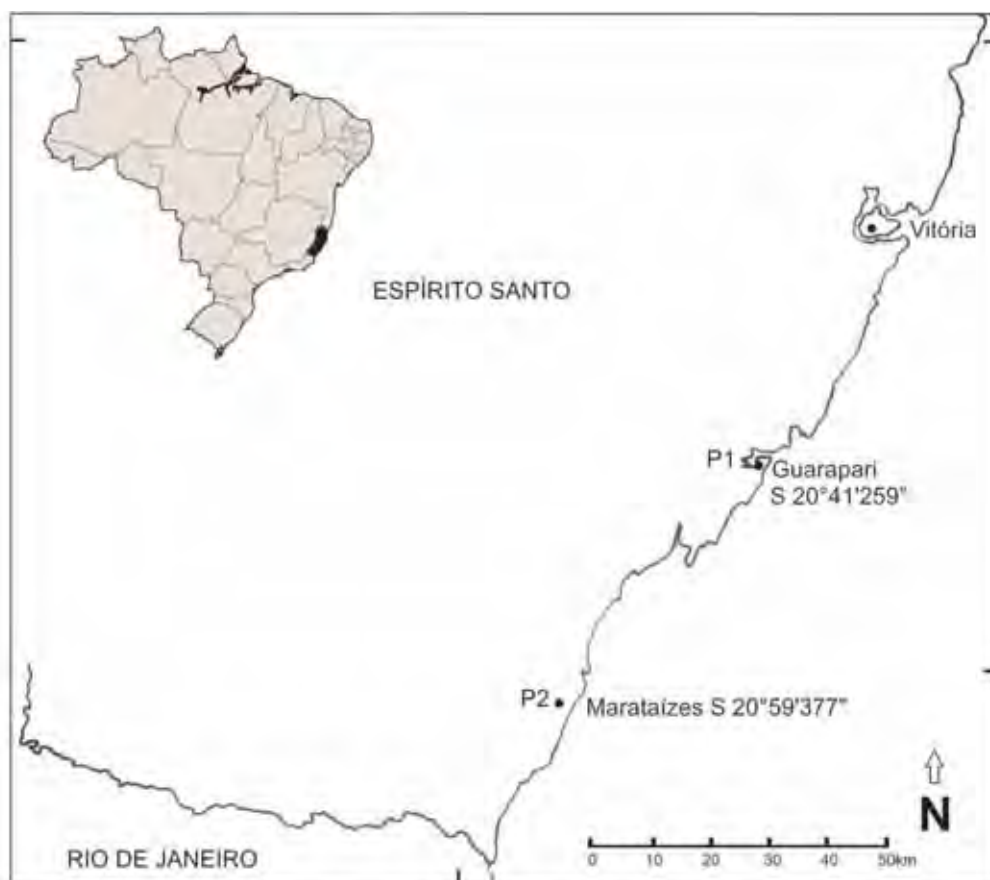 Vitória
ESPÍRITO SANTO
P1
Guarapari
S 20°41'259"
P2
Marataízes S 20°59'377"
N
RIO DE JANEIRO
0 10 20 30 40 50km